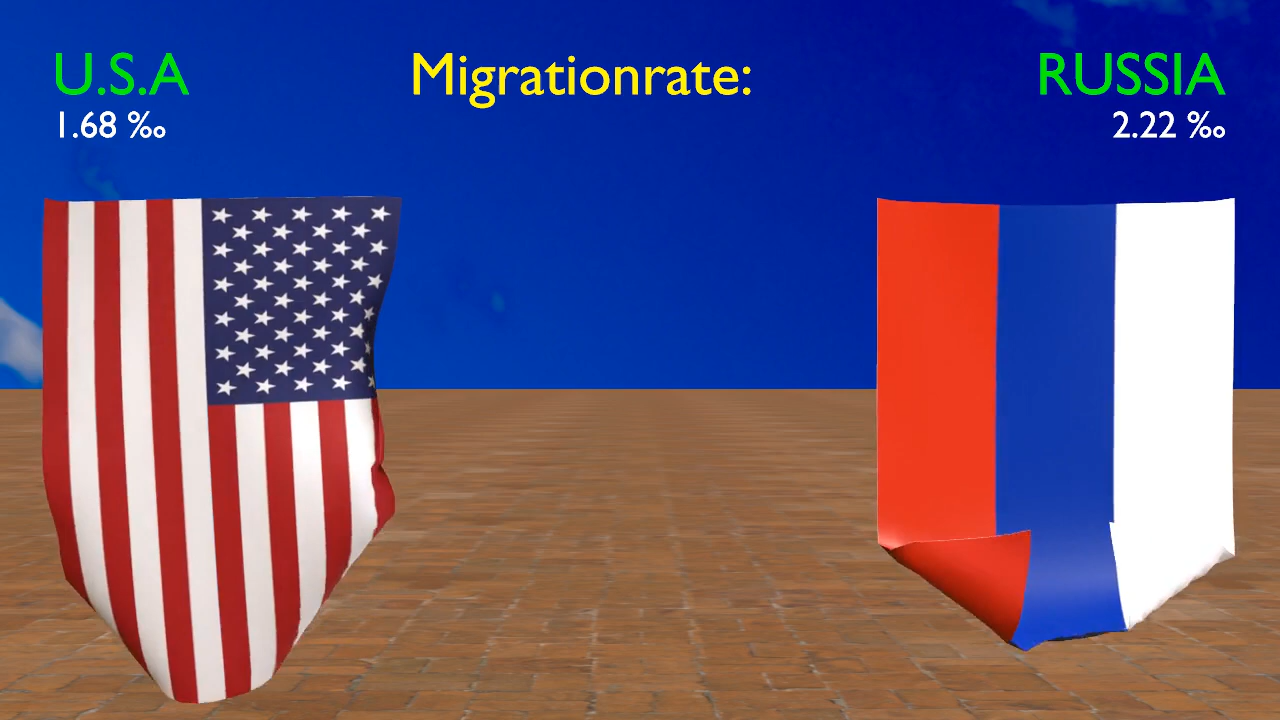 U.S.A
1.68 ‰
Migrationrate:
RUSSIA
2.22 ‰